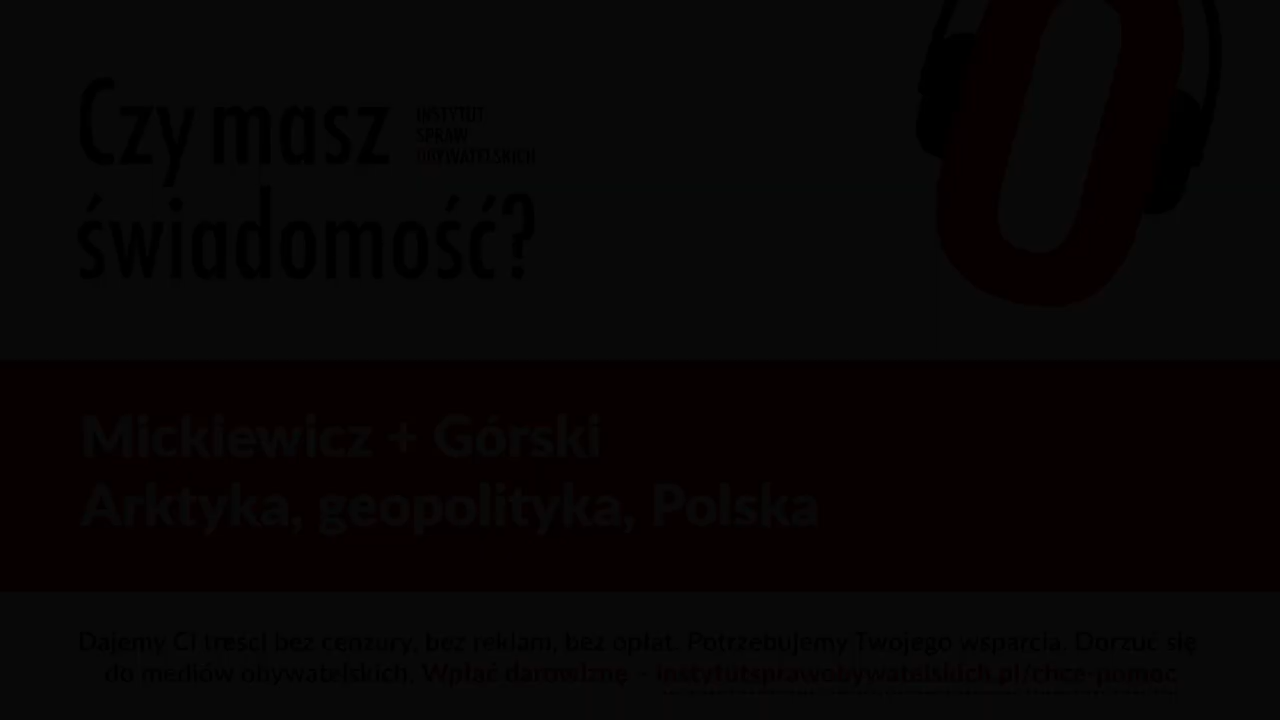 Czy masz
INSTYTUT
SPRAW
OBYWATELSKICH
świadomość?
Mickiewicz + Górski
Arktyka, geopolityka, Polska
Dajemy Ci treści bez cenzury, bez reklam, bez opłat. Potrzebujemy Twojego wsparcia. Dorzuć się
do mediów obywatelskich. Wpłać darowiznę - instytutsprawobywatelskich.pl/chce-pomoc